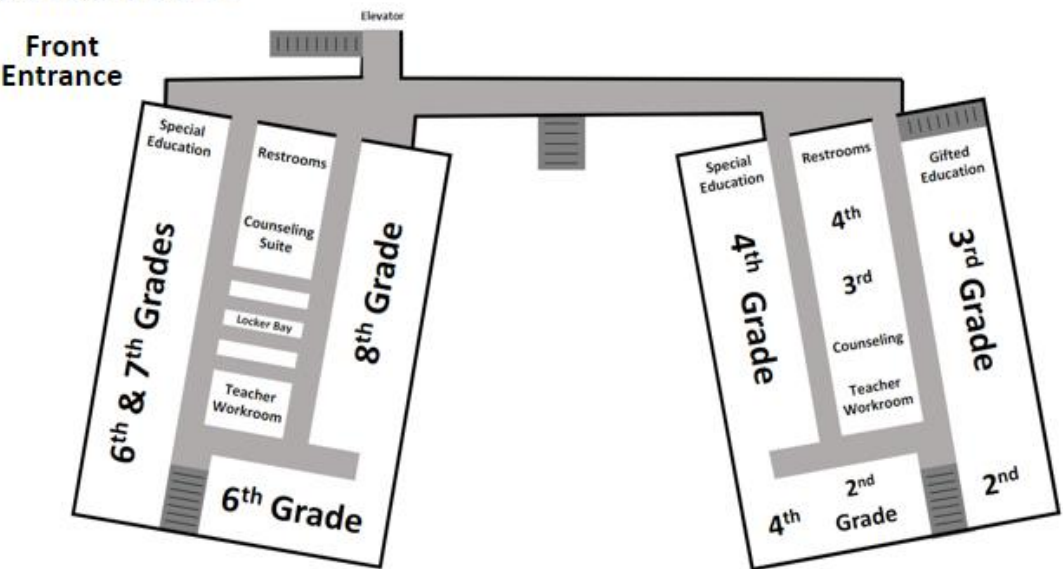 Elevator
Front
Entrance
Special
Education
Restrooms
Counseling
Suite
6th & 7th Grades
8th Grade
Locker Bay
Teacher
Workroom
6th Grade
Special
Education
Restrooms
Gifted
Education
4th
4th Grade
3rd
3rd Grade
Counseling
Teacher
Workroom
2nd
Grade
4th
2nd